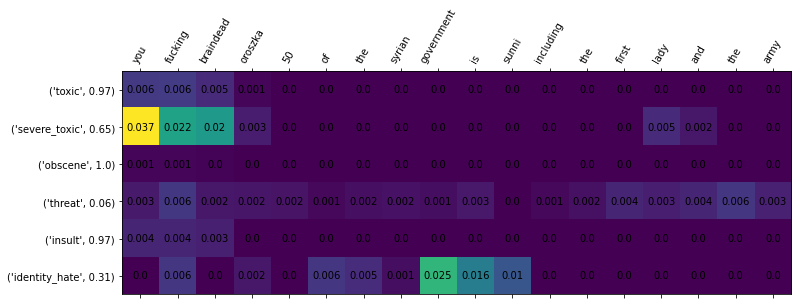 you fucking braindead oroszka 50 of the syrian government is sunni including the first lady and the army
('toxic', 0.97) 0.006 0.006 0.005 0.001 0.0 0.0 0.0 0.0 0.0 0.0 0.0 0.0 0.0 0.0 0.0 0.0 0.0 0.0
('severe_toxic', 0.65) 0.037 0.022 0.02 0.003 0.0 0.0 0.0 0.0 0.0 0.0 0.0 0.0 0.0 0.0 0.005 0.002 0.0 0.0
('obscene', 1.0) 0.001 0.001 0.0 0.0 0.0 0.0 0.0 0.0 0.0 0.0 0.0 0.0 0.0 0.0 0.0 0.0 0.0 0.0
('threat', 0.06) 0.003 0.006 0.002 0.002 0.002 0.001 0.002 0.002 0.001 0.003 0.0 0.001 0.002 0.004 0.003 0.004 0.006 0.003
('insult', 0.97) 0.004 0.004 0.003 0.0 0.0 0.0 0.0 0.0 0.0 0.0 0.0 0.0 0.0 0.0 0.0 0.0 0.0 0.0
('identity_hate', 0.31) 0.0 0.006 0.0 0.002 0.0 0.006 0.005 0.001 0.025 0.016 0.01 0.0 0.0 0.0 0.0 0.0 0.0 0.0